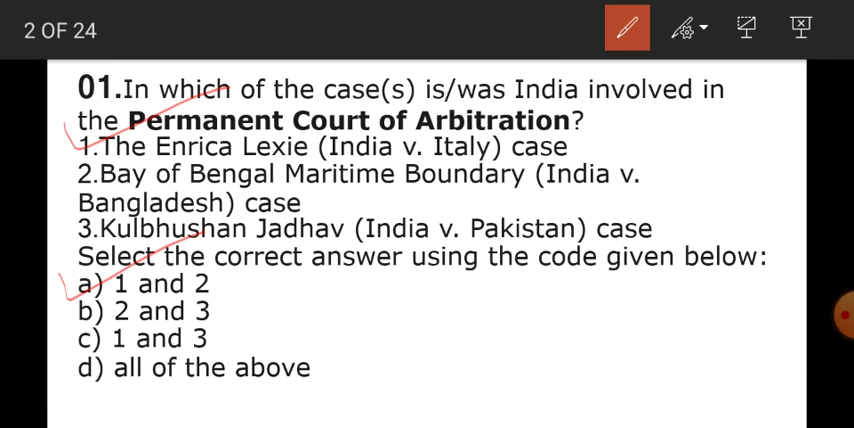 2 OF 24
01.In which of the case(s) is/was India involved in
the Permanent Court of Arbitration?
1.The Enrica Lexie (India v. Italy) case
2.Bay of Bengal Maritime Boundary (India v.
Bangladesh) case
3.Kulbhushan Jadhav (India v. Pakistan) case
Select the correct answer using the code given below:
a) 1 and 2
b) 2 and 3
c) 1 and 3
d) all of the above